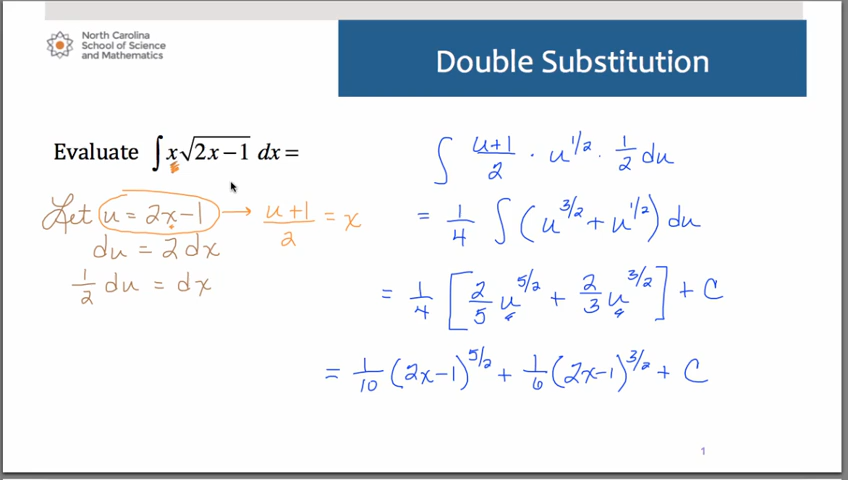 North Carolina
School of Science
and Mathematics
Double Substitution
Evaluate ∫x√(2x−1) dx =
Let u = 2x−1 → (u+1)/2 = x
du = 2 dx
1/2 du = dx
∫ (u+1)/2 · u^(1/2) · 1/2 du
= 1/4 ∫ (u^(3/2) + u^(1/2)) du
= 1/4 [2/5 u^(5/2) + 2/3 u^(3/2)] + C
= 1/10 (2x−1)^(5/2) + 1/6 (2x−1)^(3/2) + C
1